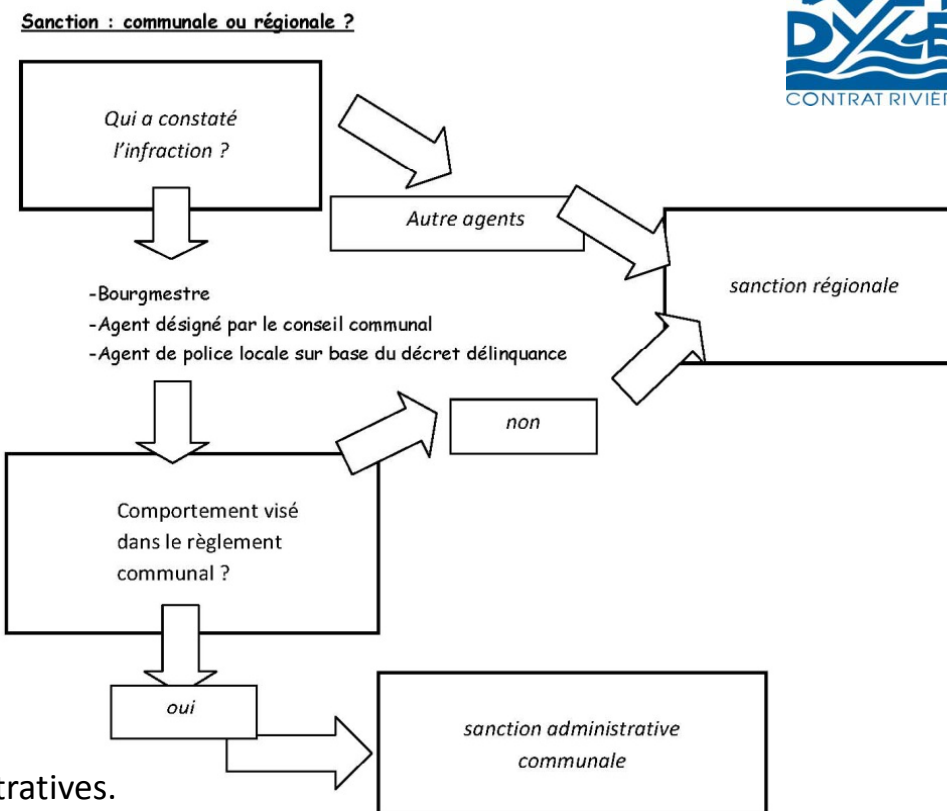 Sanction : communale ou régionale ?
CONTRAT RIVIÈR
Qui a constaté
l'infraction ?
Autre agents
sanction régionale
-Bourgmestre
-Agent désigné par le conseil communal
-Agent de police locale sur base du décret délinquance
non
Comportement visé
dans le règlement
communal ?
oui
sanction administrative
communale
tratives.